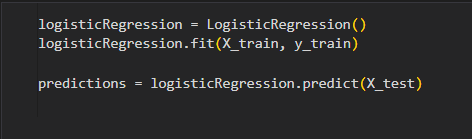 logisticRegression = LogisticRegression()
logisticRegression.fit(X_train, y_train)
predictions = logisticRegression.predict(X_test)